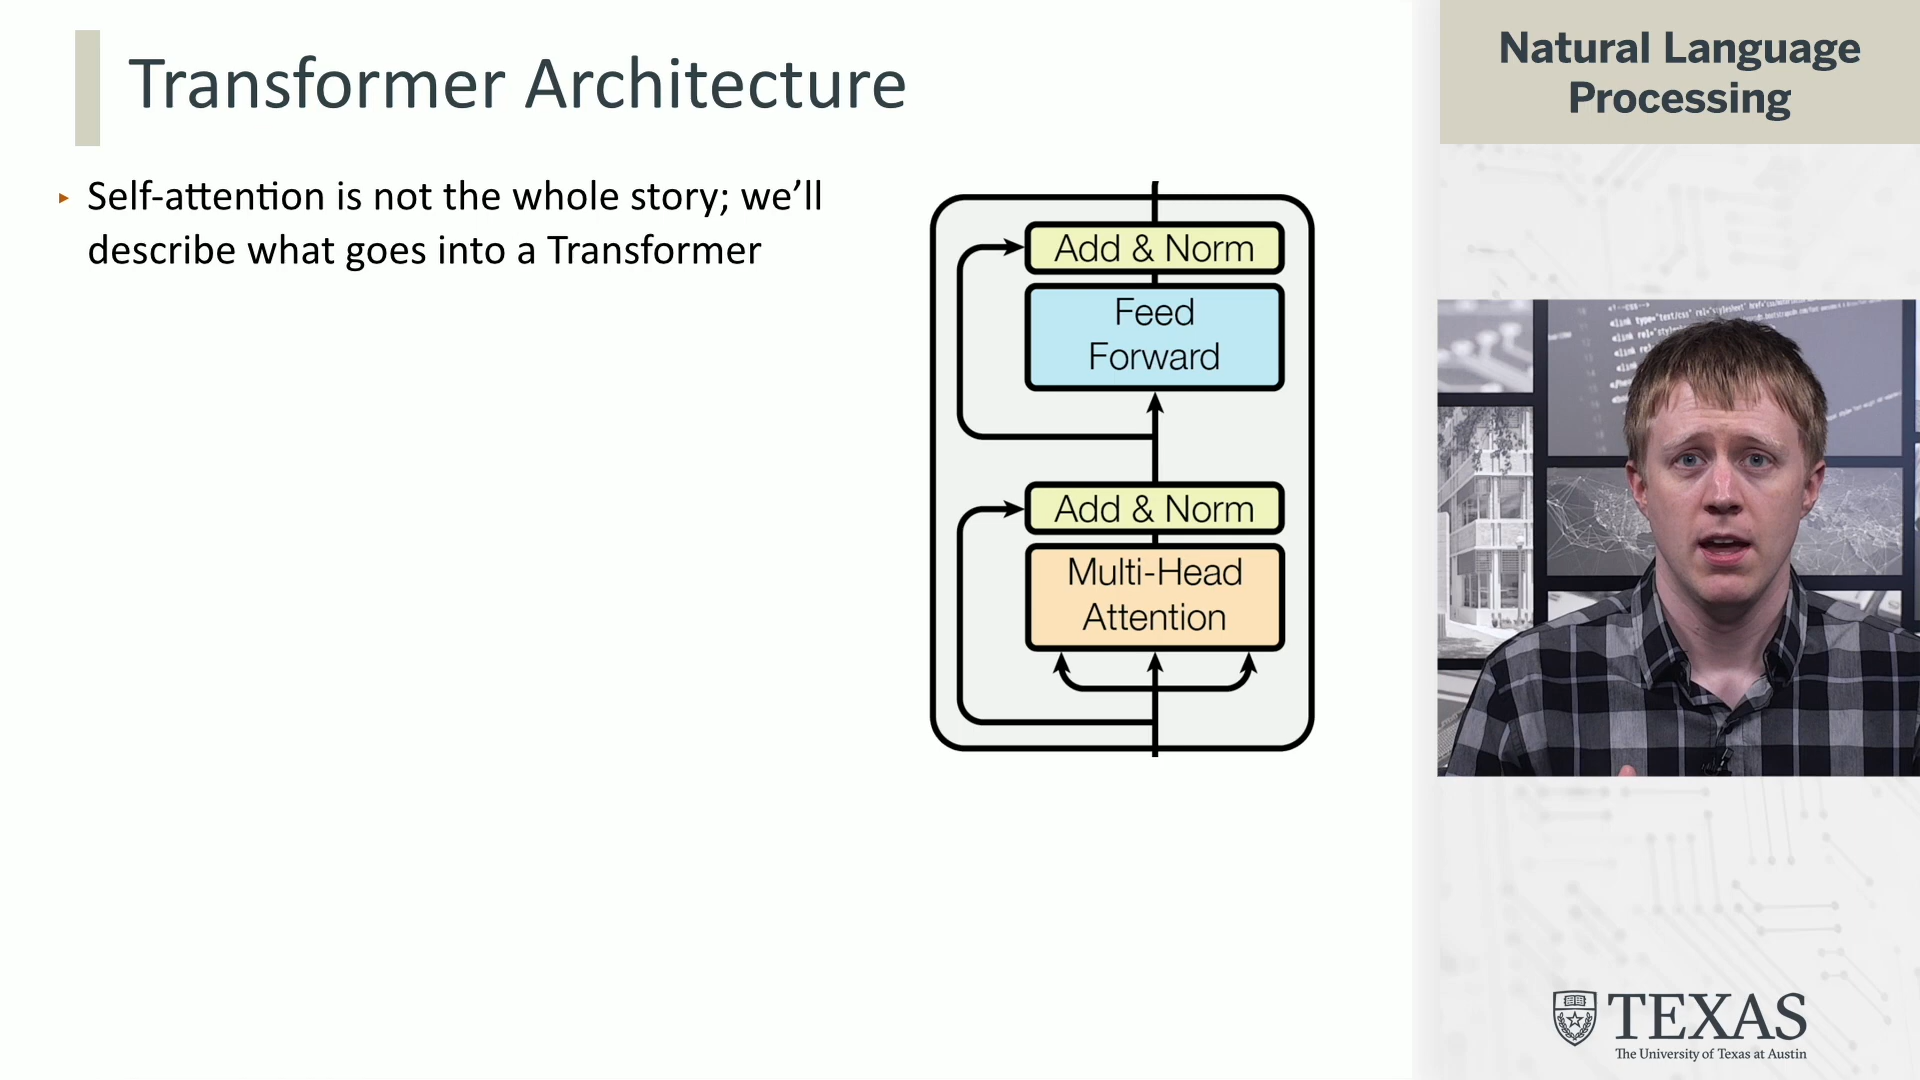 Transformer Architecture
Self-attention is not the whole story; we’ll
describe what goes into a Transformer
Add & Norm
Feed
Forward
Add & Norm
Multi-Head
Attention
Natural Language
Processing
TEXAS
The University of Texas at Austin